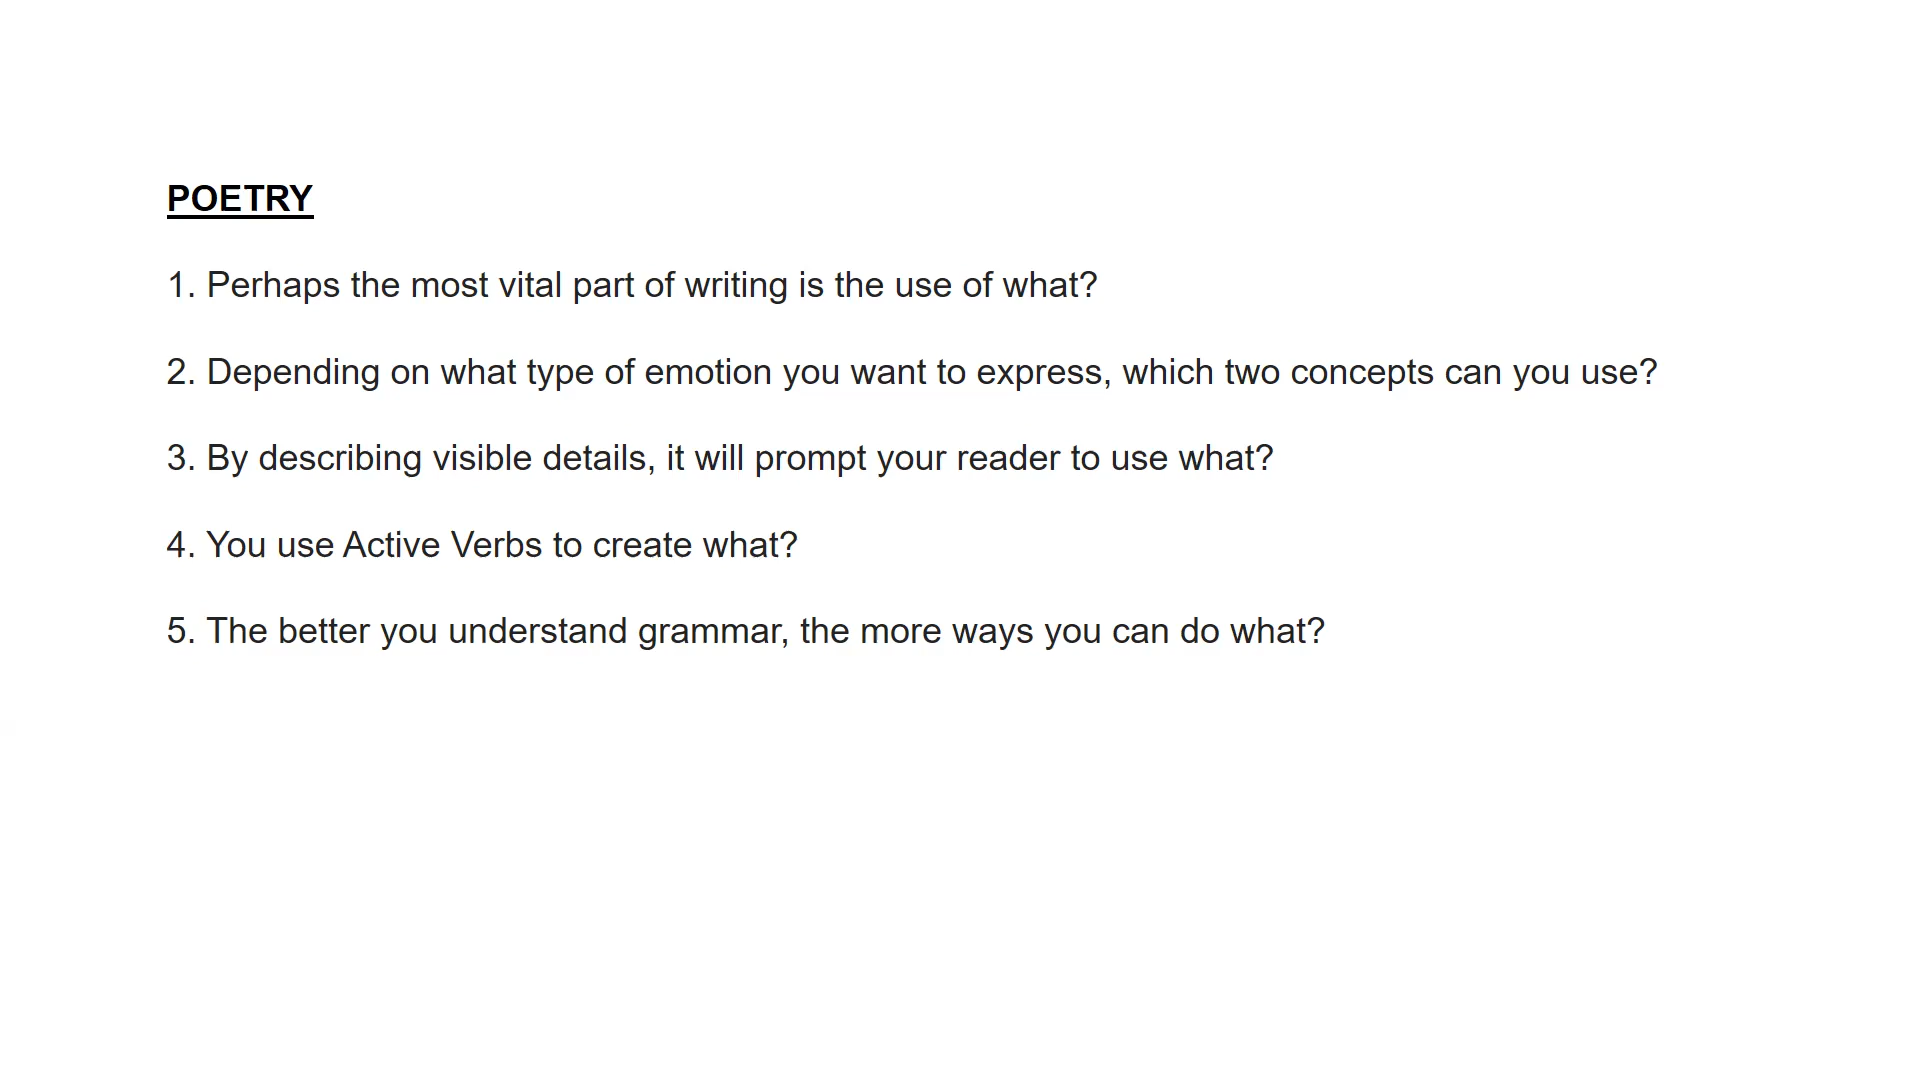 POETRY
1. Perhaps the most vital part of writing is the use of what?
2. Depending on what type of emotion you want to express, which two concepts can you use?
3. By describing visible details, it will prompt your reader to use what?
4. You use Active Verbs to create what?
5. The better you understand grammar, the more ways you can do what?